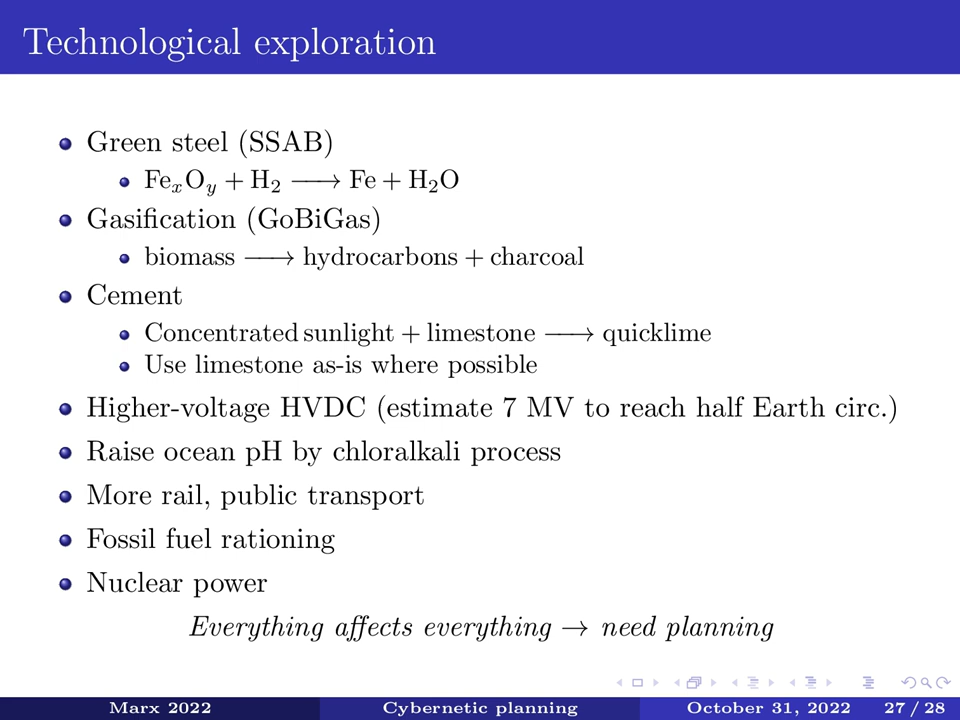 Technological exploration
Green steel (SSAB)
FexOy + H2 ⟶ Fe + H2O
Gasification (GoBiGas)
biomass ⟶ hydrocarbons + charcoal
Cement
Concentrated sunlight + limestone ⟶ quicklime
Use limestone as-is where possible
Higher-voltage HVDC (estimate 7 MV to reach half Earth circ.)
Raise ocean pH by chloralkali process
More rail, public transport
Fossil fuel rationing
Nuclear power
Everything affects everything → need planning
Marx 2022 Cybernetic planning October 31, 2022 27 / 28